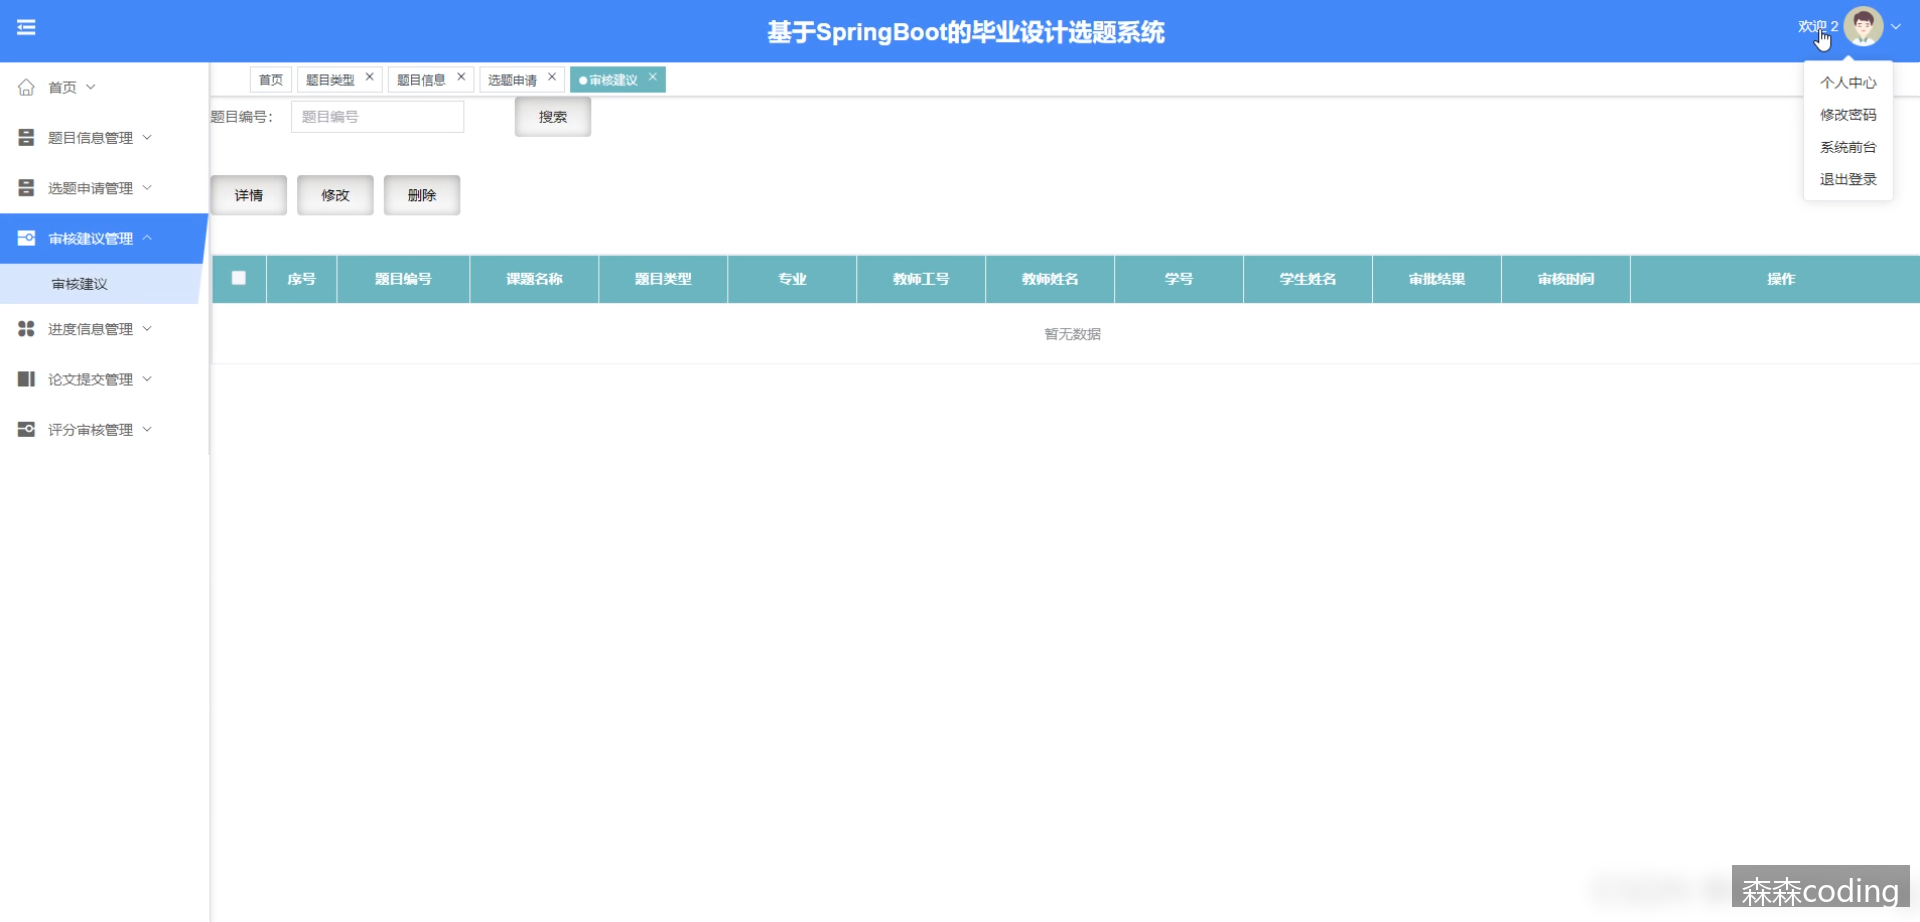 基于SpringBoot的毕业设计选题系统
欢迎 2
个人中心
修改密码
系统前台
退出登录
首页
题目信息管理
选题申请管理
审核建议管理
审核建议
进度信息管理
论文提交管理
评分审核管理
首页 题目类型 题目信息 选题申请 审核建议
题目编号： 题目编号 搜索
详情 修改 删除
序号 题目编号 课题名称 题目类型 专业 教师工号 教师姓名 学号 学生姓名 审批结果 审核时间 操作
暂无数据
森森coding